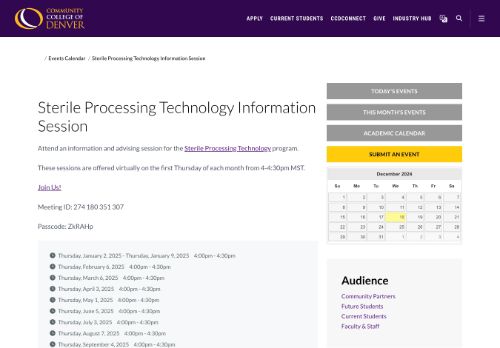 COMMUNITY
COLLEGE OF
DENVER
APPLY CURRENT STUDENTS CCDCONNECT GIVE INDUSTRY HUB
/ Events Calendar / Sterile Processing Technology Information Session
Sterile Processing Technology Information
Session
Attend an information and advising session for the Sterile Processing Technology program.
These sessions are offered virtually on the first Thursday of each month from 4-4:30pm MST.
Join Us!
Meeting ID: 274 180 351 307
Passcode: ZkRAHp
Thursday, January 2, 2025 - Thursday, January 9, 2025 4:00pm - 4:30pm
Thursday, February 6, 2025 4:00pm - 4:30pm
Thursday, March 6, 2025 4:00pm - 4:30pm
Thursday, April 3, 2025 4:00pm - 4:30pm
Thursday, May 1, 2025 4:00pm - 4:30pm
Thursday, June 5, 2025 4:00pm - 4:30pm
Thursday, July 3, 2025 4:00pm - 4:30pm
Thursday, August 7, 2025 4:00pm - 4:30pm
Thursday, September 4, 2025 4:00pm - 4:30pm
TODAY'S EVENTS
THIS MONTH'S EVENTS
ACADEMIC CALENDAR
SUBMIT AN EVENT
December 2024
Su Mo Tu We Th Fr Sa
1 2 3 4 5 6 7
8 9 10 11 12 13 14
15 16 17 18 19 20 21
22 23 24 25 26 27 28
29 30 31 1 2 3 4
Audience
Community Partners
Future Students
Current Students
Faculty & Staff